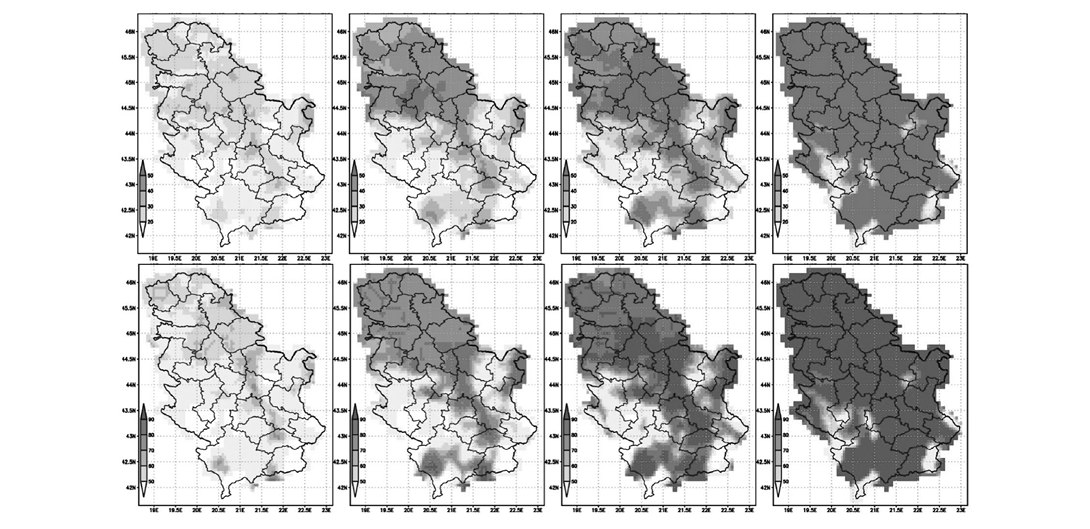 46N 46N 46N 46N
45.5N 45.5N 45.5N 45.5N
45N 45N 45N 45N
44.5N 44.5N 44.5N 44.5N
44N 44N 44N 44N
43.5N 43.5N 43.5N 43.5N
50 50 50 50
43N 43N 43N 43N
40 40 40 40
30 30 30 30
42.5N 42.5N 42.5N 42.5N
20 20 20 20
42N 42N 42N 42N
19E 19.5E 20E 20.5E 21E 21.5E 22E 22.5E 23E 19E 19.5E 20E 20.5E 21E 21.5E 22E 22.5E 23E 19E 19.5E 20E 20.5E 21E 21.5E 22E 22.5E 23E 19E 19.5E 20E 20.5E 21E 21.5E 22E 22.5E 23E
46N 46N 46N 46N
45.5N 45.5N 45.5N 45.5N
45N 45N 45N 45N
44.5N 44.5N 44.5N 44.5N
44N 44N 44N 44N
43.5N 43.5N 43.5N 43.5N
90 90 90 90
80 80 80 80
43N 43N 43N 43N
70 70 70 70
60 60 60 60
42.5N 42.5N 42.5N 42.5N
50 50 50 50
42N 42N 42N 42N
19E 19.5E 20E 20.5E 21E 21.5E 22E 22.5E 23E 19E 19.5E 20E 20.5E 21E 21.5E 22E 22.5E 23E 19E 19.5E 20E 20.5E 21E 21.5E 22E 22.5E 23E 19E 19.5E 20E 20.5E 21E 21.5E 22E 22.5E 23E